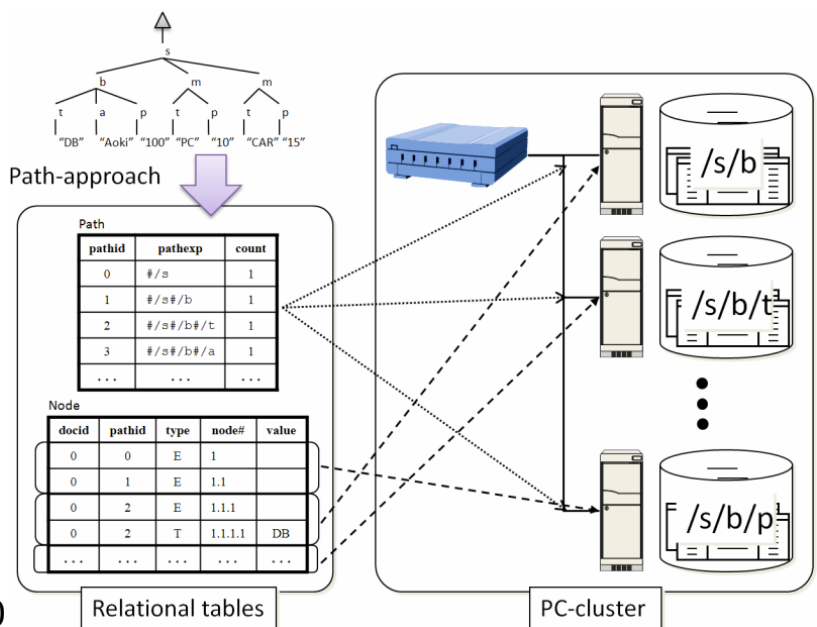 s
b m m
t a p t p t p
"DB" "Aoki" "100" "PC" "10" "CAR" "15"
Path-approach
Path
pathid pathexp count
0 #/s 1
1 #/s#/b 1
2 #/s#/b#/t 1
3 #/s#/b#/a 1
... ... ...
Node
docid pathid type node# value
0 0 E 1
0 1 E 1.1
0 2 E 1.1.1
0 2 T 1.1.1.1 DB
... ... ... ... ...
Relational tables
/s/b
/s/b/t
/s/b/p
PC-cluster